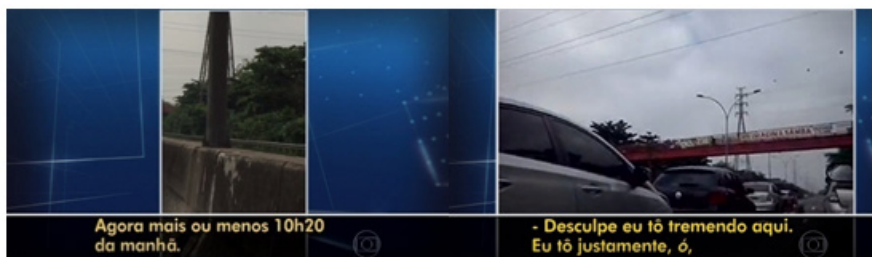 Agora mais ou menos 10h20
da manhã.
- Desculpe eu tô tremendo aqui.
Eu tô justamente, ó,